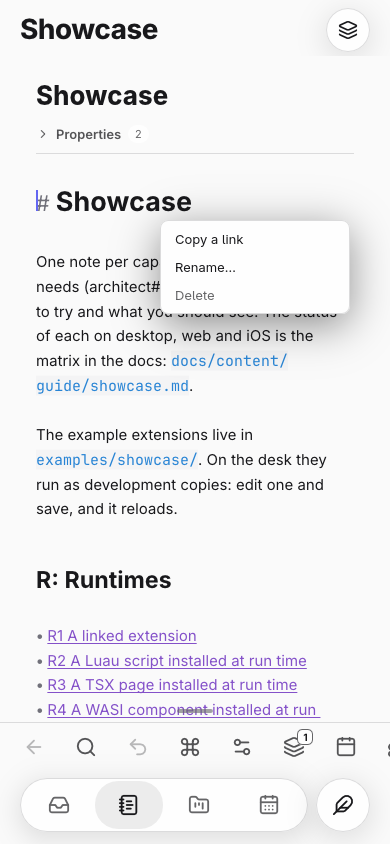 Showcase
Showcase
Properties 2
# Showcase
Copy a link
One note per cap
Rename...
needs (architect#
Delete
to try and what you should see. The status
of each on desktop, web and iOS is the
matrix in the docs: docs/content/
guide/showcase.md.
The example extensions live in
examples/showcase/. On the desk they
run as development copies: edit one and
save, and it reloads.
R: Runtimes
• R1 A linked extension
• R2 A Luau script installed at run time
• R3 A TSX page installed at run time
• R4 A WASI component installed at run
1